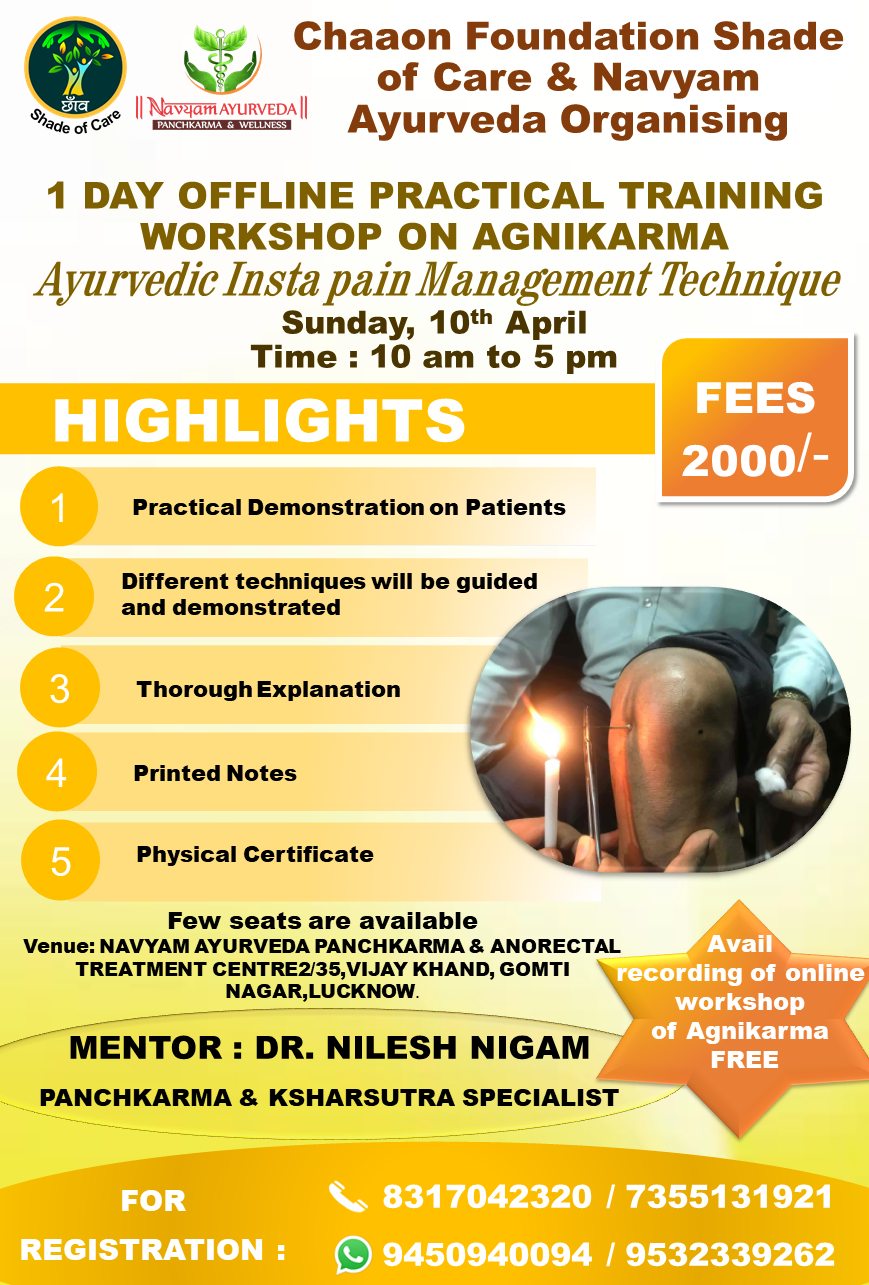 छाँव
Shade of Care
NavyamAYURVEDA
PANCHKARMA & WELLNESS
Chaaon Foundation Shade
of Care & Navyam
Ayurveda Organising
1 DAY OFFLINE PRACTICAL TRAINING
WORKSHOP ON AGNIKARMA
Ayurvedic Insta pain Management Technique
Sunday, 10th April
Time : 10 am to 5 pm
FEES
2000/-
HIGHLIGHTS
1 Practical Demonstration on Patients
2 Different techniques will be guided
and demonstrated
3 Thorough Explanation
4 Printed Notes
5 Physical Certificate
Few seats are available
Venue: NAVYAM AYURVEDA PANCHKARMA & ANORECTAL
TREATMENT CENTRE2/35,VIJAY KHAND, GOMTI
NAGAR,LUCKNOW.
Avail
recording of online
workshop
of Agnikarma
FREE
MENTOR : DR. NILESH NIGAM
PANCHKARMA & KSHARSUTRA SPECIALIST
FOR
REGISTRATION :
8317042320 / 7355131921
9450940094 / 9532339262